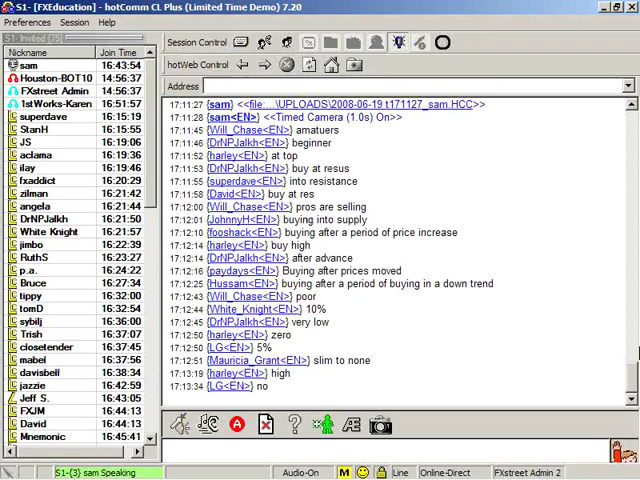 S1- [FXEducation] - hotComm CL Plus (Limited Time Demo) 7.20
Preferences Session Help
S1- Invited [75]
Nickname Join Time
sam 16:43:54
Houston-BOT10 14:56:37
FXstreet Admin 14:56:37
1stWorks-Karen 16:51:57
superdave 16:15:19
StanH 16:15:55
JS 16:19:06
aclama 16:19:36
ilay 16:19:36
fxaddict 16:20:29
zilman 16:21:42
angela 16:21:44
DrNPJalkh 16:21:50
White Knight 16:21:57
jimbo 16:22:39
RuthS 16:23:27
p.a. 16:24:22
Bruce 16:27:34
tippy 16:32:00
tomD 16:34:54
sybilj 16:36:00
Trish 16:37:07
closetender 16:37:45
mabel 16:37:56
davisbell 16:38:34
jazzie 16:42:59
Jeff S. 16:43:05
FXJM 16:44:13
David 16:44:13
Mnemonic 16:45:41
Session Control
hotWeb Control
Address
17:11:27 {sam} <<file:...\UPLOADS\2008-06-19 t171127_sam.HCC>>
17:11:28 {sam<EN> <<Timed Camera (1.0s) On>>
17:11:45 {Will_Chase<EN>} amatuers
17:11:46 {DrNPJalkh<EN>} beginner
17:11:48 {harley<EN>} at top
17:11:53 {DrNPJalkh<EN>} buy at resus
17:11:55 {superdave<EN>} into resistance
17:11:58 {David<EN>} buy at res
17:12:00 {Will_Chase<EN>} pros are selling
17:12:01 {JohnnyH<EN>} buying into supply
17:12:10 {fooshack<EN>} buying after a period of price increase
17:12:14 {harley<EN>} buy high
17:12:14 {DrNPJalkh<EN>} after advance
17:12:16 {paydays<EN>} Buying after prices moved
17:12:25 {Hussam<EN>} buying after a period of buying in a down trend
17:12:43 {Will_Chase<EN>} poor
17:12:44 {White_Knight<EN>} 10%
17:12:45 {DrNPJalkh<EN>} very low
17:12:50 {harley<EN>} zero
17:12:50 {LG<EN>} 5%
17:12:51 {Mauricia_Grant<EN>} slim to none
17:13:19 {harley<EN>} high
17:13:34 {LG<EN>} no
A
?
Æ
S1-{3} sam Speaking Audio-On M Line Online-Direct FXstreet Admin 2